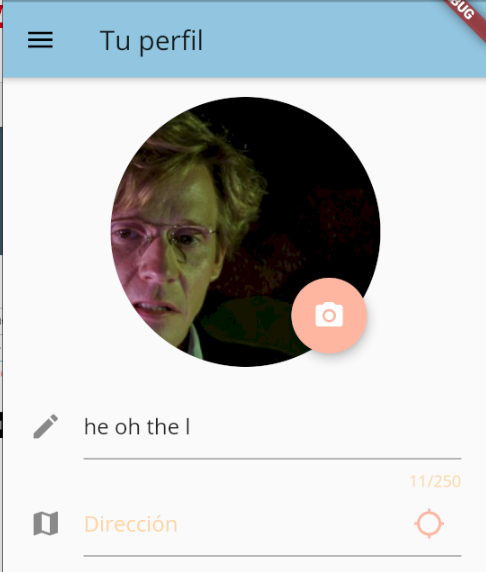 Tu perfil
he oh the l
11/250
Dirección